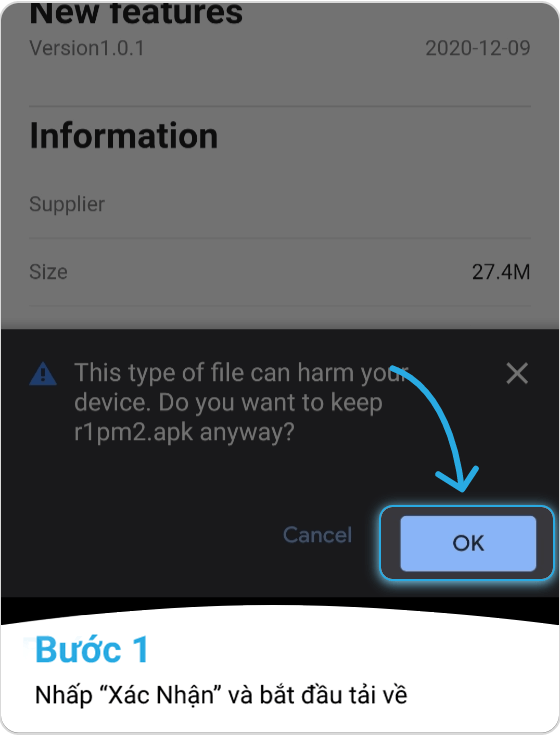 New features
Version1.0.1 2020-12-09
Information
Supplier
Size 27.4M
This type of file can harm your
device. Do you want to keep
r1pm2.apk anyway?
Cancel OK
Bước 1
Nhấp “Xác Nhận” và bắt đầu tải về